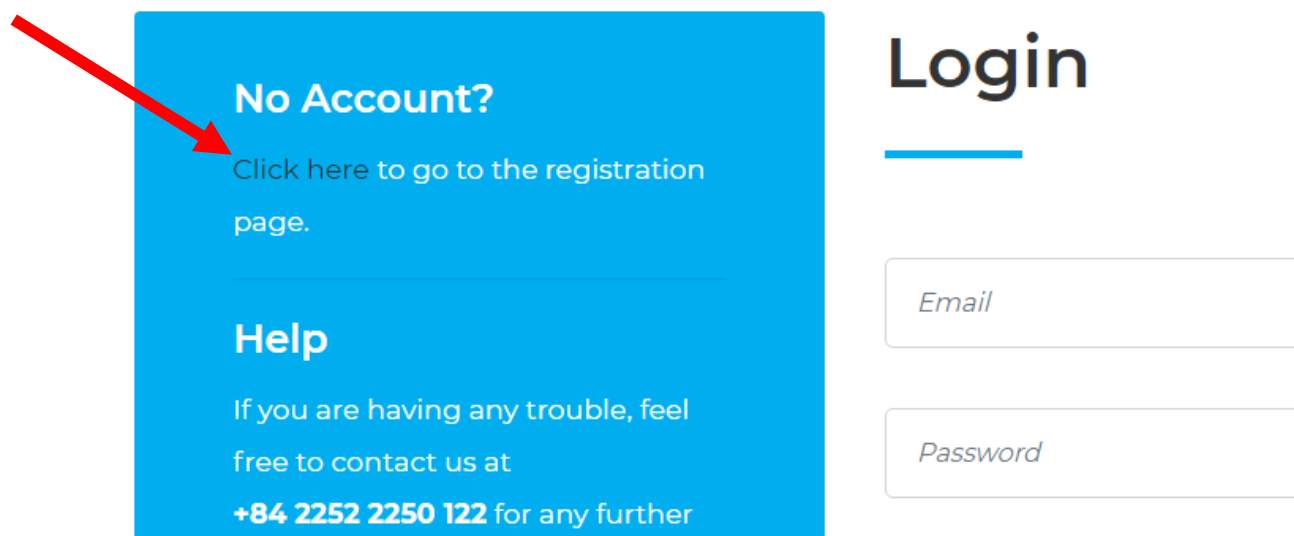 No Account?
Click here to go to the registration
page.
Help
If you are having any trouble, feel
free to contact us at
+84 2252 2250 122 for any further
Login
Email
Password